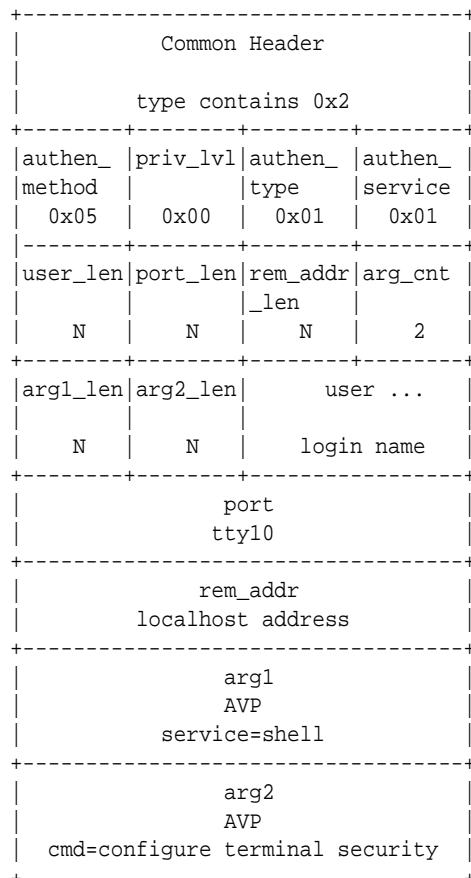 +-----------------------------------+
|           Common Header           |
|                                   |
|         type contains 0x2         |
+--------+--------+--------+--------+
|authen_ |priv_lvl|authen_ |authen_ |
|method  |        |type    |service |
|  0x05  |  0x00  |  0x01  |  0x01  |
|--------+--------+--------+--------+
|user_len|port_len|rem_addr|arg_cnt |
|        |        |_len    |        |
|   N    |   N    |   N    |   2    |
+--------+--------+--------+--------+
|arg1_len|arg2_len|      user ...   |
|        |        |                 |
|   N    |   N    |    login name   |
+--------+--------+-----------------+
|                port               |
|               tty10               |
+-----------------------------------+
|              rem_addr             |
|         localhost address         |
+-----------------------------------+
|                arg1               |
|                AVP                |
|           service=shell           |
+-----------------------------------+
|                arg2               |
|                AVP                |
|  cmd=configure terminal security  |
+-----------------------------------+